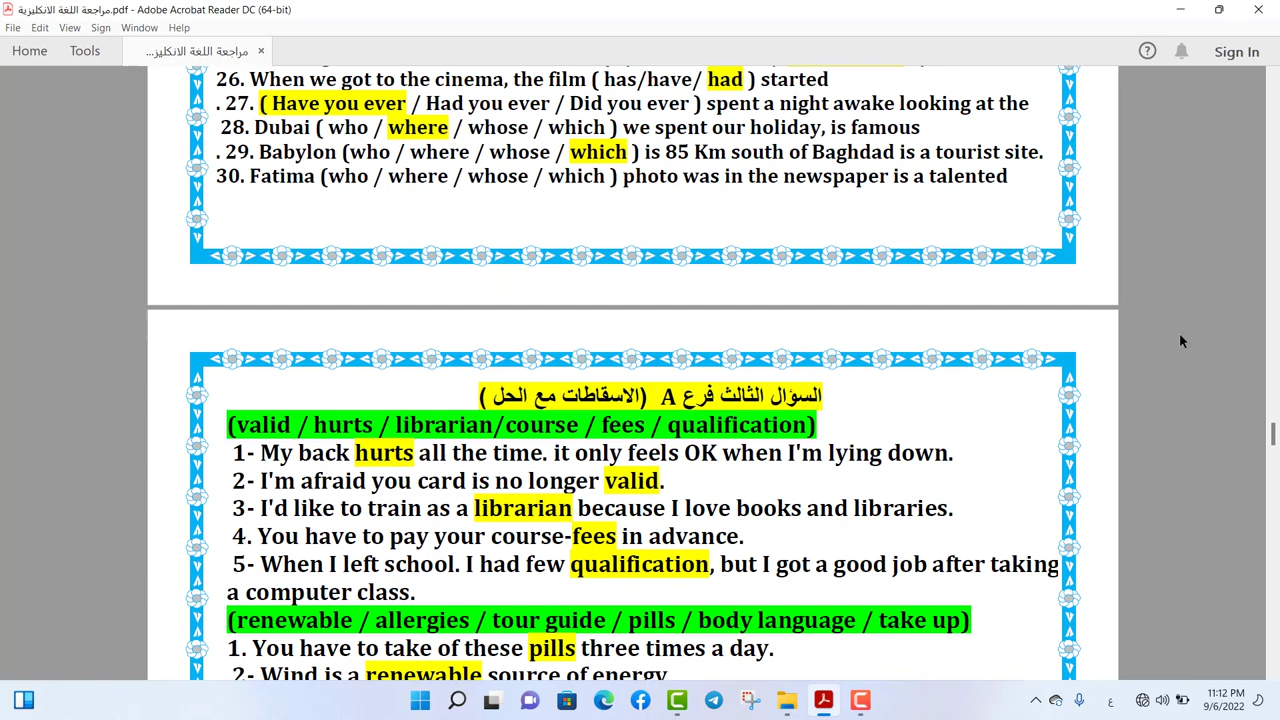 مراجعة اللغة الانكليزية.pdf - Adobe Acrobat Reader DC (64-bit)
File Edit View Sign Window Help
Home Tools مراجعة اللغة الانكليز... × Sign In
26. When we got to the cinema, the film ( has/have/ had ) started
. 27. ( Have you ever / Had you ever / Did you ever ) spent a night awake looking at the
28. Dubai ( who / where / whose / which ) we spent our holiday, is famous
. 29. Babylon (who / where / whose / which ) is 85 Km south of Baghdad is a tourist site.
30. Fatima (who / where / whose / which ) photo was in the newspaper is a talented
السؤال الثالث فرع A (الاسقاطات مع الحل )
(valid / hurts / librarian/course / fees / qualification)
1- My back hurts all the time. it only feels OK when I'm lying down.
2- I'm afraid you card is no longer valid.
3- I'd like to train as a librarian because I love books and libraries.
4. You have to pay your course-fees in advance.
5- When I left school. I had few qualification, but I got a good job after taking
a computer class.
(renewable / allergies / tour guide / pills / body language / take up)
1. You have to take of these pills three times a day.
2- Wind is a renewable source of energy
ع 11:12 PM
9/6/2022